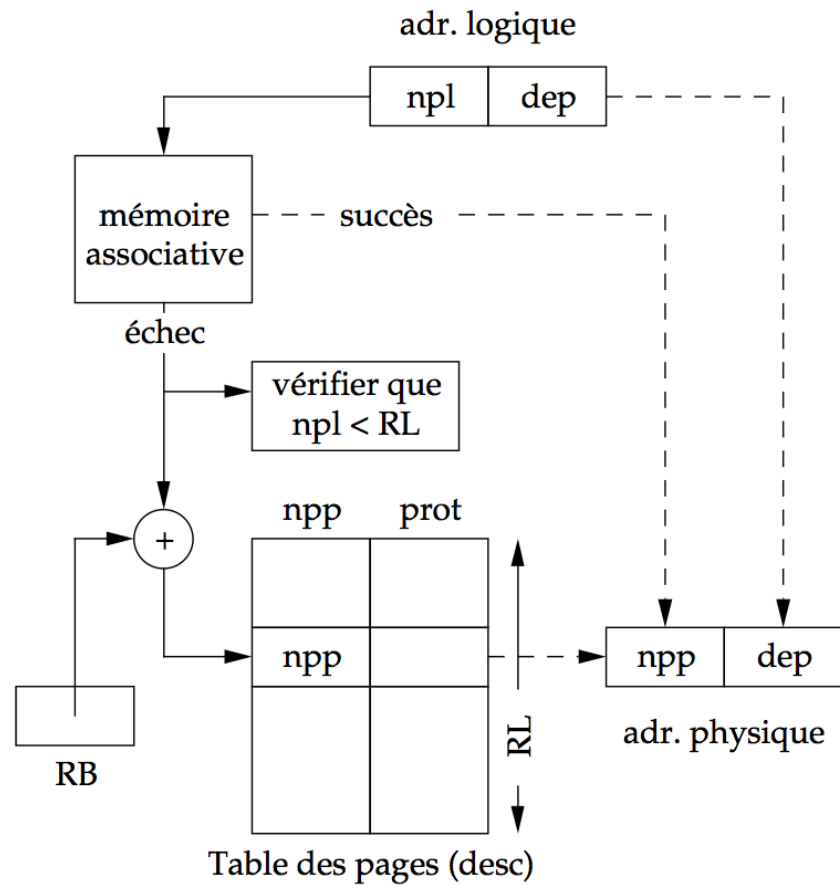 adr. logique
npl dep
mémoire
associative
succès
échec
vérifier que
npl < RL
npp prot
+
npp
npp dep
RL
adr. physique
RB
Table des pages (desc)